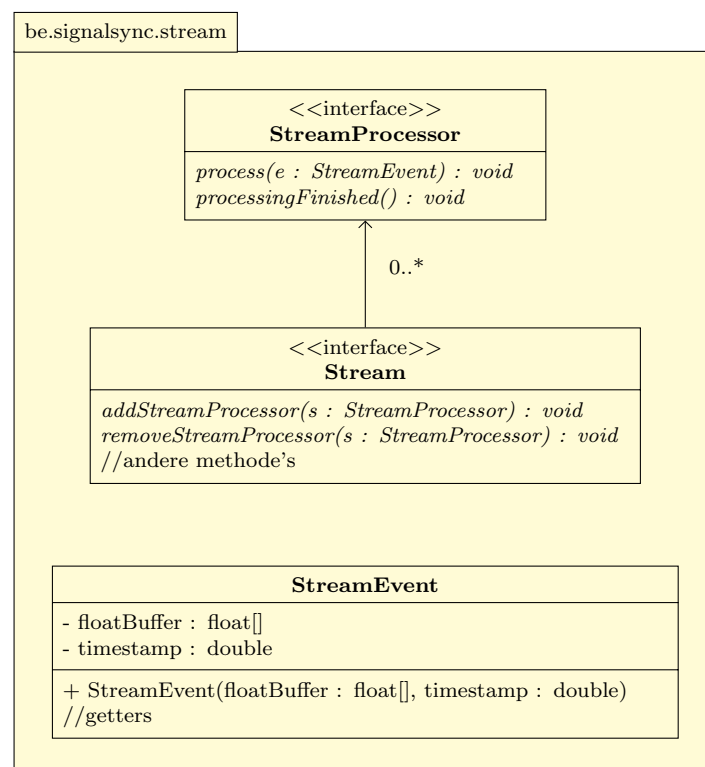 be.signalsync.stream
<<interface>>
StreamProcessor
process(e : StreamEvent) : void
processingFinished() : void
0..*
<<interface>>
Stream
addStreamProcessor(s : StreamProcessor) : void
removeStreamProcessor(s : StreamProcessor) : void
//andere methode's
StreamEvent
- floatBuffer : float[]
- timestamp : double
+ StreamEvent(floatBuffer : float[], timestamp : double)
//getters